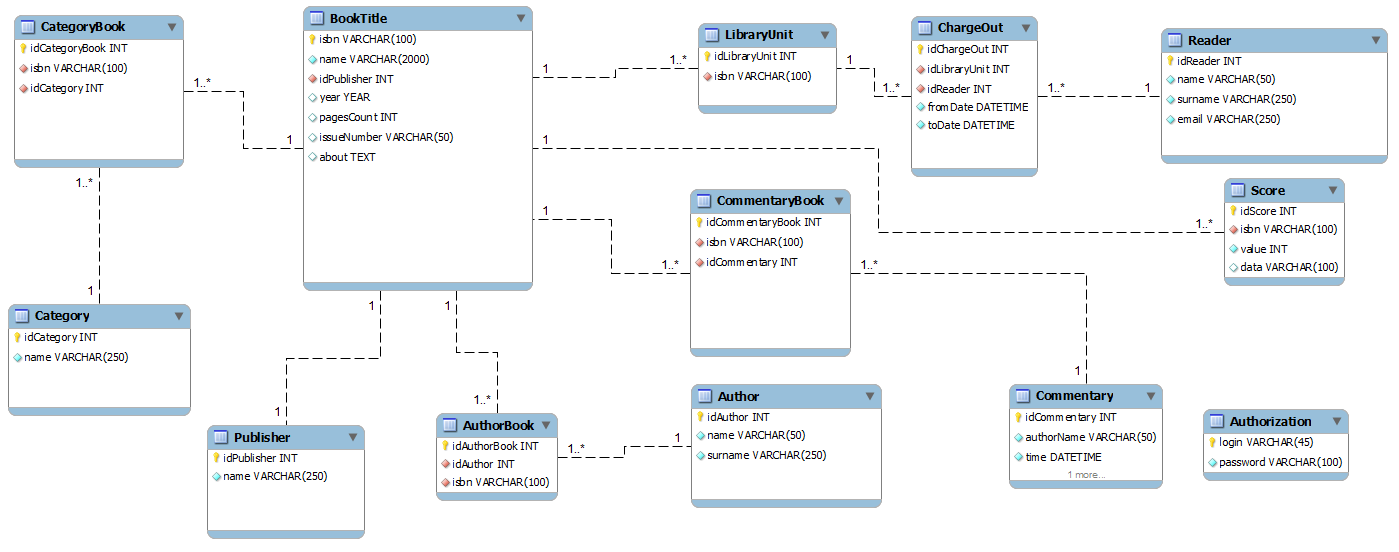 CategoryBook
idCategoryBook INT
isbn VARCHAR(100)
idCategory INT
1..*
1..*
1
Category
idCategory INT
name VARCHAR(250)
BookTitle
isbn VARCHAR(100)
name VARCHAR(2000)
idPublisher INT
year YEAR
pagesCount INT
issueNumber VARCHAR(50)
about TEXT
1
1
1
1
1
1
Publisher
idPublisher INT
name VARCHAR(250)
1
AuthorBook
idAuthorBook INT
idAuthor INT
isbn VARCHAR(100)
1..*
1..*
1
Author
idAuthor INT
name VARCHAR(50)
surname VARCHAR(250)
1..*
LibraryUnit
idLibraryUnit INT
isbn VARCHAR(100)
1
1..*
ChargeOut
idChargeOut INT
idLibraryUnit INT
idReader INT
fromDate DATETIME
toDate DATETIME
1..*
1
Reader
idReader INT
name VARCHAR(50)
surname VARCHAR(250)
email VARCHAR(250)
1..*
Score
idScore INT
isbn VARCHAR(100)
value INT
data VARCHAR(100)
1..*
CommentaryBook
idCommentaryBook INT
isbn VARCHAR(100)
idCommentary INT
1..*
1
Commentary
idCommentary INT
authorName VARCHAR(50)
time DATETIME
1 more...
Authorization
login VARCHAR(45)
password VARCHAR(100)